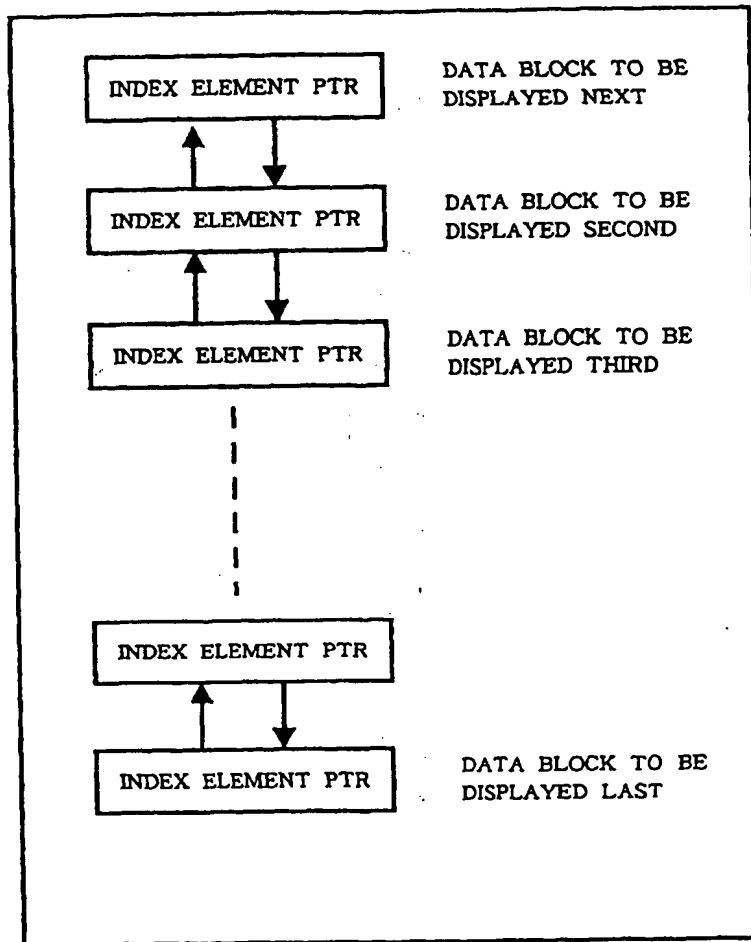 INDEX ELEMENT PTR
DATA BLOCK TO BE
DISPLAYED NEXT
INDEX ELEMENT PTR
DATA BLOCK TO BE
DISPLAYED SECOND
INDEX ELEMENT PTR
DATA BLOCK TO BE
DISPLAYED THIRD
INDEX ELEMENT PTR
INDEX ELEMENT PTR
DATA BLOCK TO BE
DISPLAYED LAST